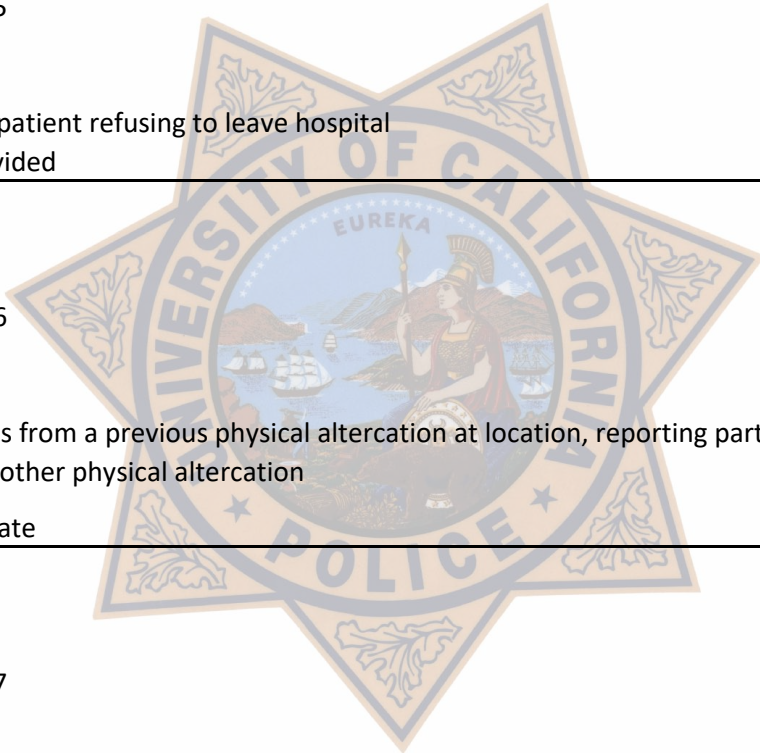 patient refusing to leave hospital
vided
UNIVERSITY OF CALIFORNIA
EUREKA
6
s from a previous physical altercation at location, reporting part
other physical altercation
ate
POLICE
7